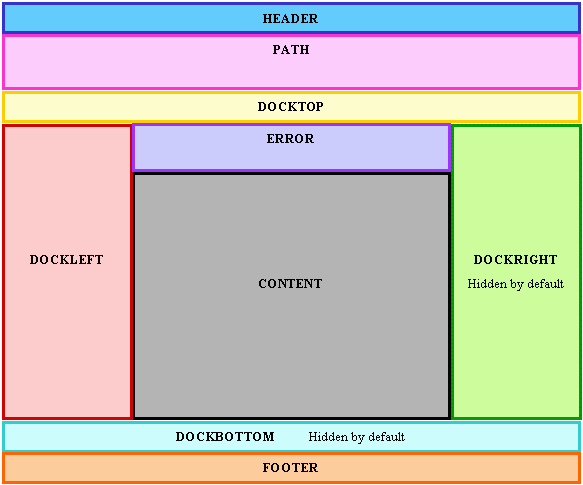 HEADER
PATH
DOCKTOP
ERROR
DOCKLEFT
CONTENT
DOCKRIGHT
Hidden by default
DOCKBOTTOM Hidden by default
FOOTER